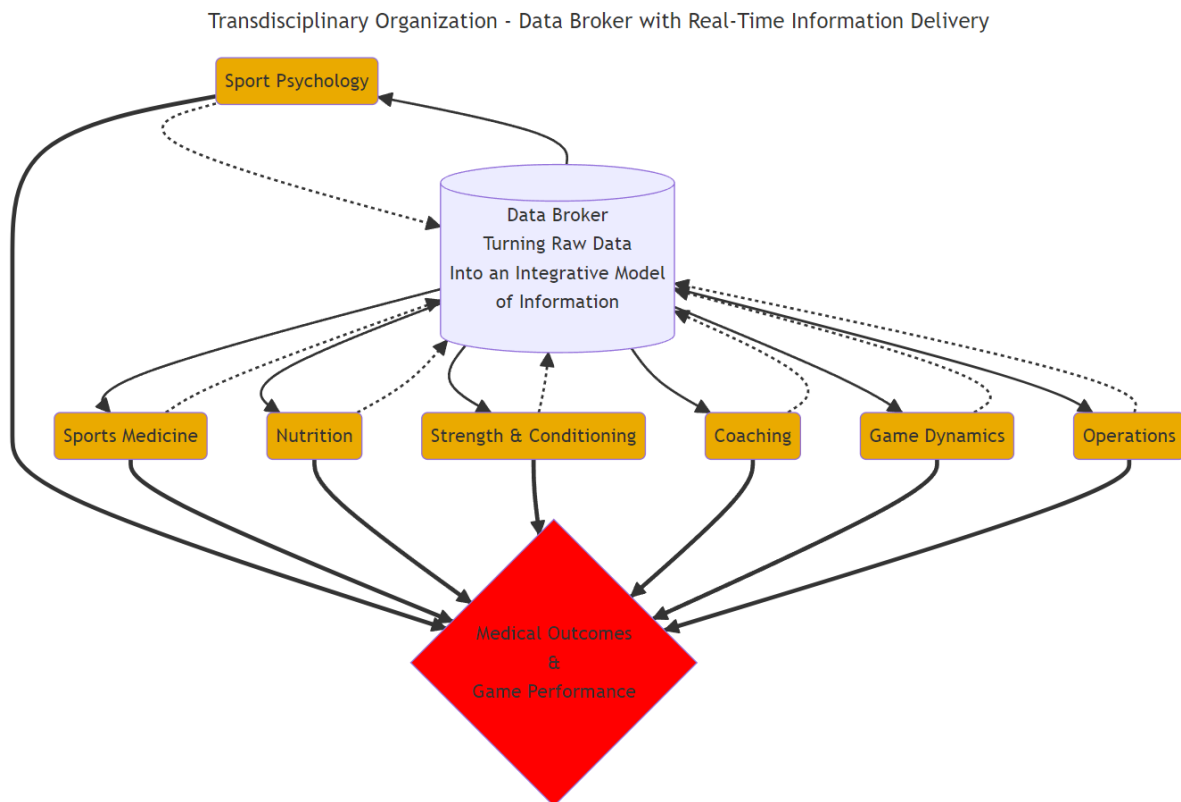 Transdisciplinary Organization - Data Broker with Real-Time Information Delivery
Sport Psychology
Data Broker
Turning Raw Data
Into an Integrative Model
of Information
Sports Medicine
Nutrition
Strength & Conditioning
Coaching
Game Dynamics
Operations
Medical Outcomes
&
Game Performance